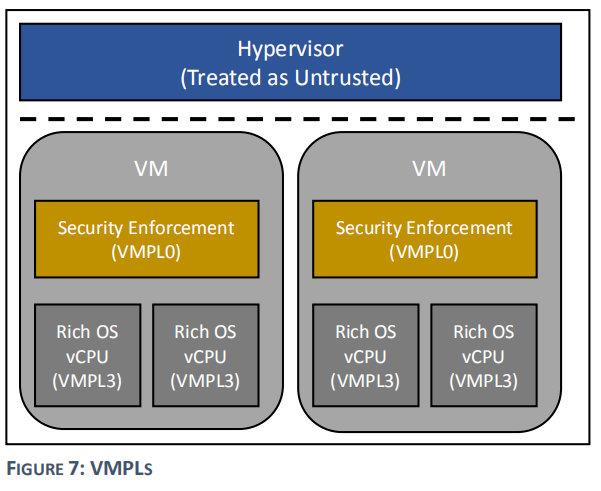 Hypervisor
(Treated as Untrusted)
VM
VM
Security Enforcement
(VMPL0)
Security Enforcement
(VMPL0)
Rich OS
vCPU
(VMPL3)
Rich OS
vCPU
(VMPL3)
Rich OS
vCPU
(VMPL3)
Rich OS
vCPU
(VMPL3)
FIGURE 7: VMPLS